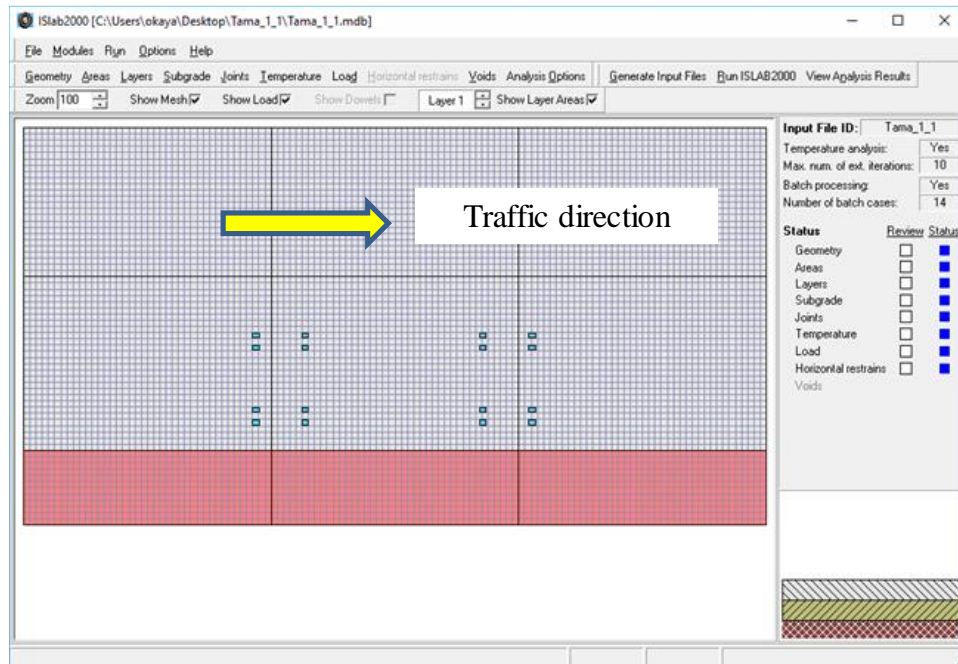 ISlab2000 [C:\Users\okaya\Desktop\Tama_1_1\Tama_1_1.mdb]
File Modules Run Options Help
Geometry Areas Layers Subgrade Joints Temperature Load Horizontal restrains Voids Analysis Options Generate Input Files Run ISLAB2000 View Analysis Results
Zoom 100 Show Mesh Show Load Show Dowels Layer 1 Show Layer Areas
Traffic direction
Input File ID: Tama_1_1
Temperature analysis: Yes
Max. num. of ext. iterations: 10
Batch processing: Yes
Number of batch cases: 14
Status Review Status
Geometry
Areas
Layers
Subgrade
Joints
Temperature
Load
Horizontal restrains
Voids